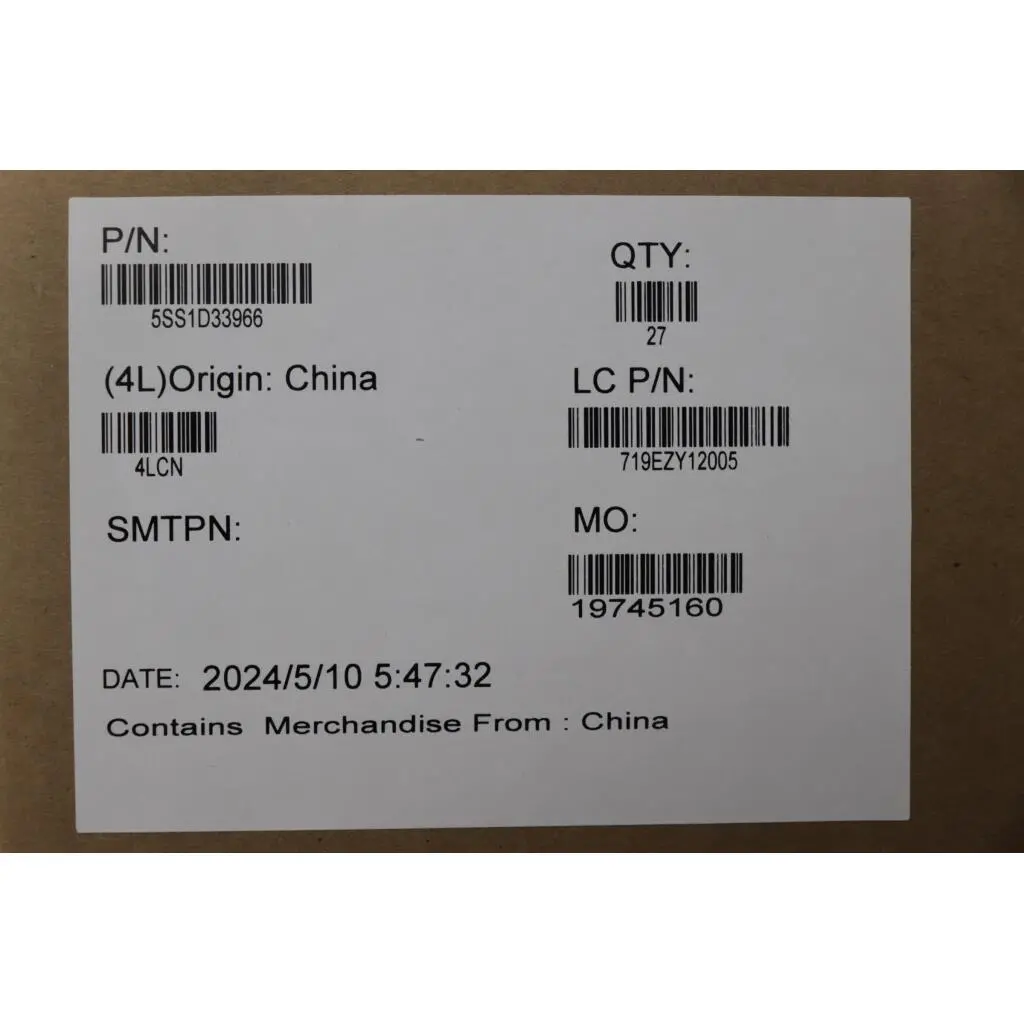 P/N:
5SS1D33966
QTY:
27
(4L)Origin: China
4LCN
LC P/N:
719EZY12005
SMTPN:
MO:
19745160
DATE: 2024/5/10 5:47:32
Contains Merchandise From : China